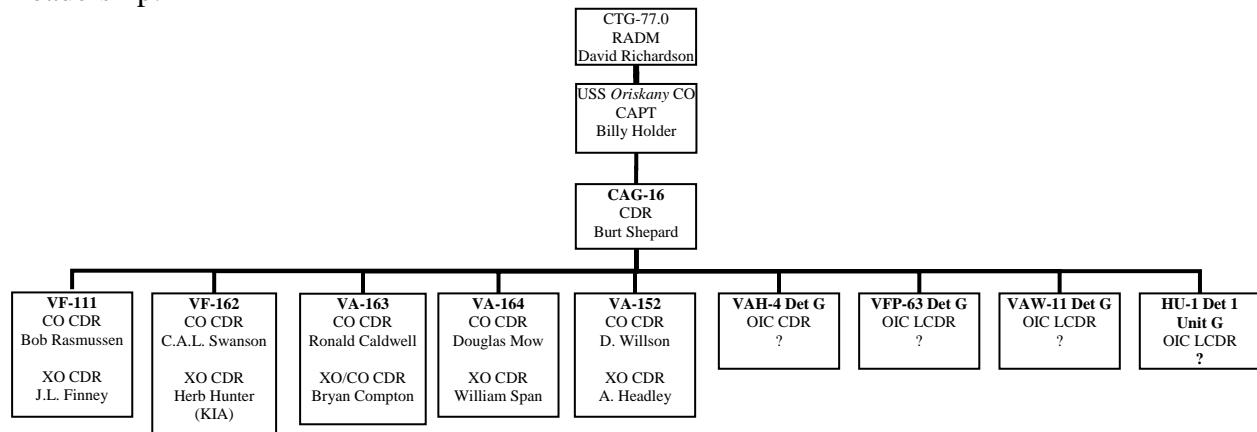 CTG-77.0
RADM
David Richardson
USS Oriskany CO
CAPT
Billy Holder
CAG-16
CDR
Burt Shepard
VF-111
CO CDR
Bob Rasmussen
XO CDR
J.L. Finney
VF-162
CO CDR
C.A.L. Swanson
XO CDR
Herb Hunter
(KIA)
VA-163
CO CDR
Ronald Caldwell
XO/CO CDR
Bryan Compton
VA-164
CO CDR
Douglas Mow
XO CDR
William Span
VA-152
CO CDR
D. Willson
XO CDR
A. Headley
VAH-4 Det G
OIC CDR
?
VFP-63 Det G
OIC LCDR
?
VAW-11 Det G
OIC LCDR
?
HU-1 Det 1
Unit G
OIC LCDR
?